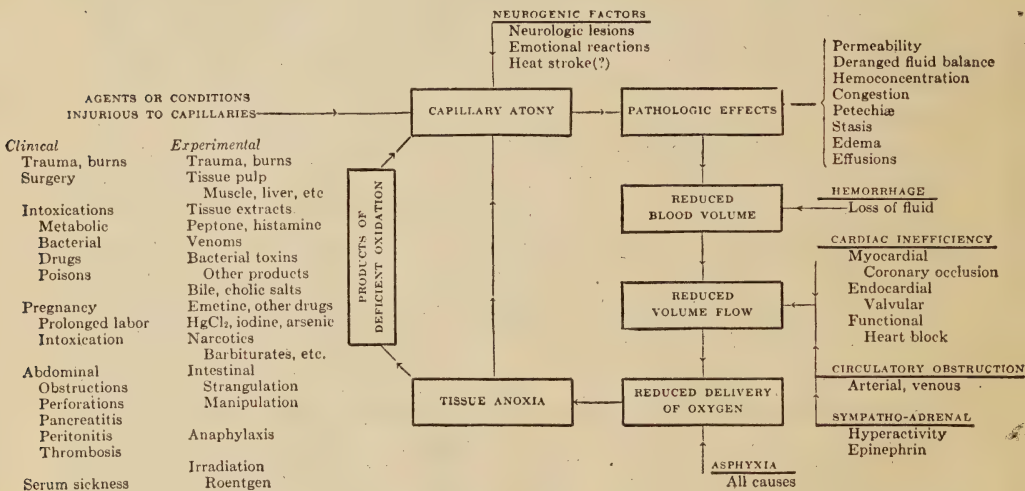 NEUROGENIC FACTORS
Neurologic lesions
Emotional reactions
Heat stroke(?)
AGENTS OR CONDITIONS
INJURIOUS TO CAPILLARIES
CAPILLARY ATONY
PATHOLOGIC EFFECTS
Permeability
Deranged fluid balance
Hemoconcentration
Congestion
Petechiæ
Stasis
Edema
Effusions
Clinical
Trauma, burns
Surgery
Intoxications
Metabolic
Bacterial
Drugs
Poisons
Pregnancy
Prolonged labor
Intoxication
Abdominal
Obstructions
Perforations
Pancreatitis
Peritonitis
Thrombosis
Serum sickness
Experimental
Trauma, burns
Tissue pulp
Muscle, liver, etc
Tissue extracts
Peptone, histamine
Venoms
Bacterial toxins
Other products
Bile, cholic salts
Emetine, other drugs
HgCl₂, iodine, arsenic
Narcotics
Barbiturates, etc.
Intestinal
Strangulation
Manipulation
Anaphylaxis
Irradiation
Roentgen
PRODUCTS OF
DEFICIENT OXIDATION
REDUCED
BLOOD VOLUME
HEMORRHAGE
Loss of fluid
REDUCED
VOLUME FLOW
CARDIAC INEFFICIENCY
Myocardial
Coronary occlusion
Endocardial
Valvular
Functional
Heart block
CIRCULATORY OBSTRUCTION
Arterial, venous
SYMPATHO-ADRENAL
Hyperactivity
Epinephrin
TISSUE ANOXIA
REDUCED DELIVERY
OF OXYGEN
ASPHYXIA
All causes